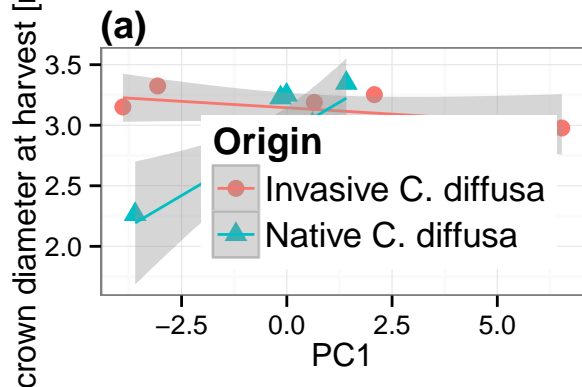 (a)
crown diameter at harvest [
3.5
3.0
2.5
2.0
Origin
Invasive C. diffusa
Native C. diffusa
−2.5 0.0 2.5 5.0
PC1